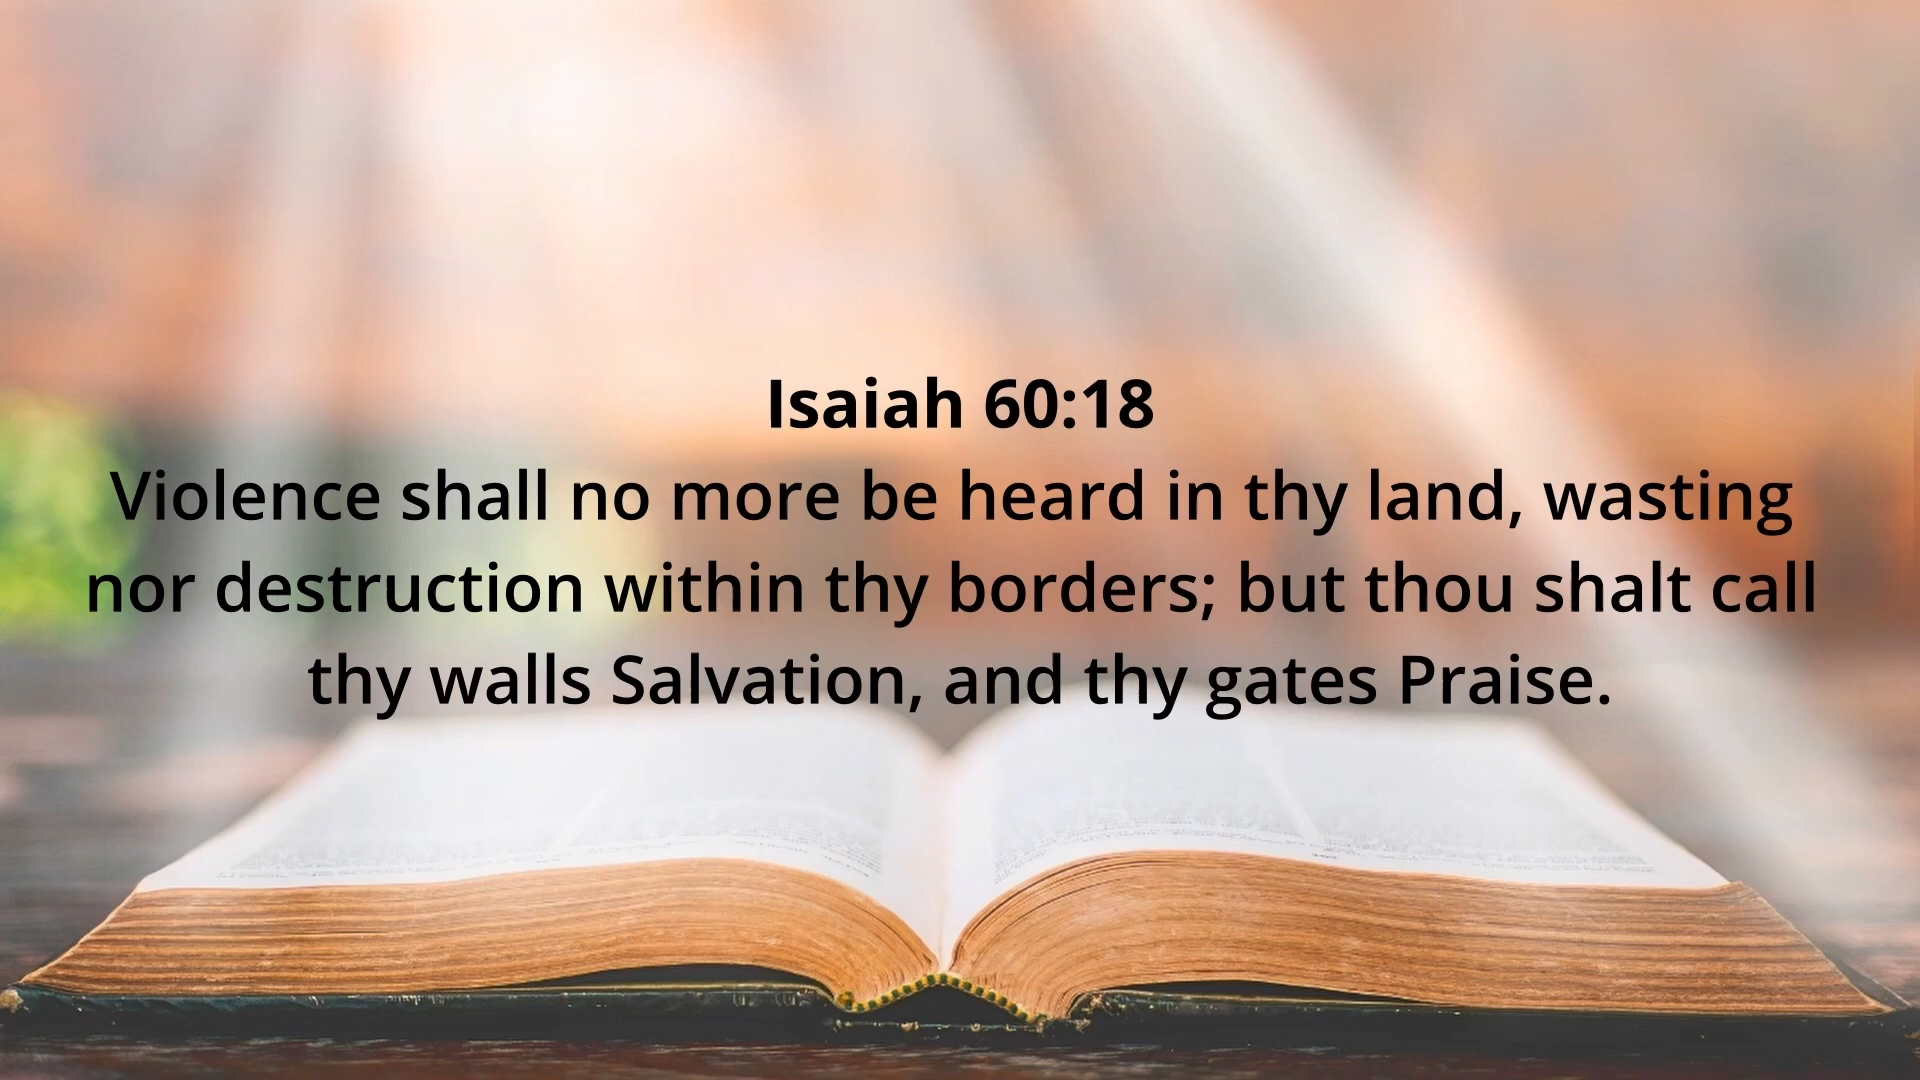 Isaiah 60:18
Violence shall no more be heard in thy land, wasting
nor destruction within thy borders; but thou shalt call
thy walls Salvation, and thy gates Praise.